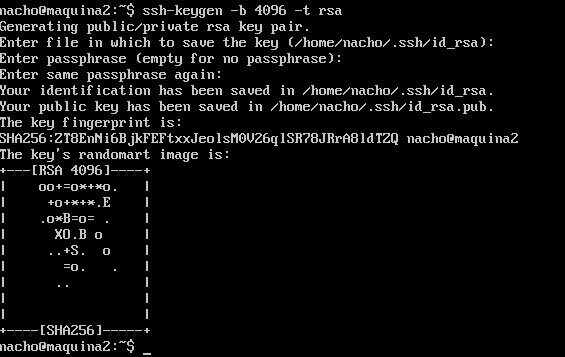 nacho@maquina2:~$ ssh-keygen -b 4096 -t rsa
Generating public/private rsa key pair.
Enter file in which to save the key (/home/nacho/.ssh/id_rsa):
Enter passphrase (empty for no passphrase):
Enter same passphrase again:
Your identification has been saved in /home/nacho/.ssh/id_rsa.
Your public key has been saved in /home/nacho/.ssh/id_rsa.pub.
The key fingerprint is:
SHA256:ZT8EnNi6BjkFEFtxxJeolsM0V26qlSR78JRrA8ldTZQ nacho@maquina2
The key's randomart image is:
+---[RSA 4096]----+
|    oo+=o*+*o.   |
|     +o+*+*.E    |
|    .o*B=o= .    |
|      XO.B o     |
|     ..+S.  o    |
|       =o.   .   |
|      ..         |
|                 |
|                 |
+----[SHA256]-----+
nacho@maquina2:~$ _